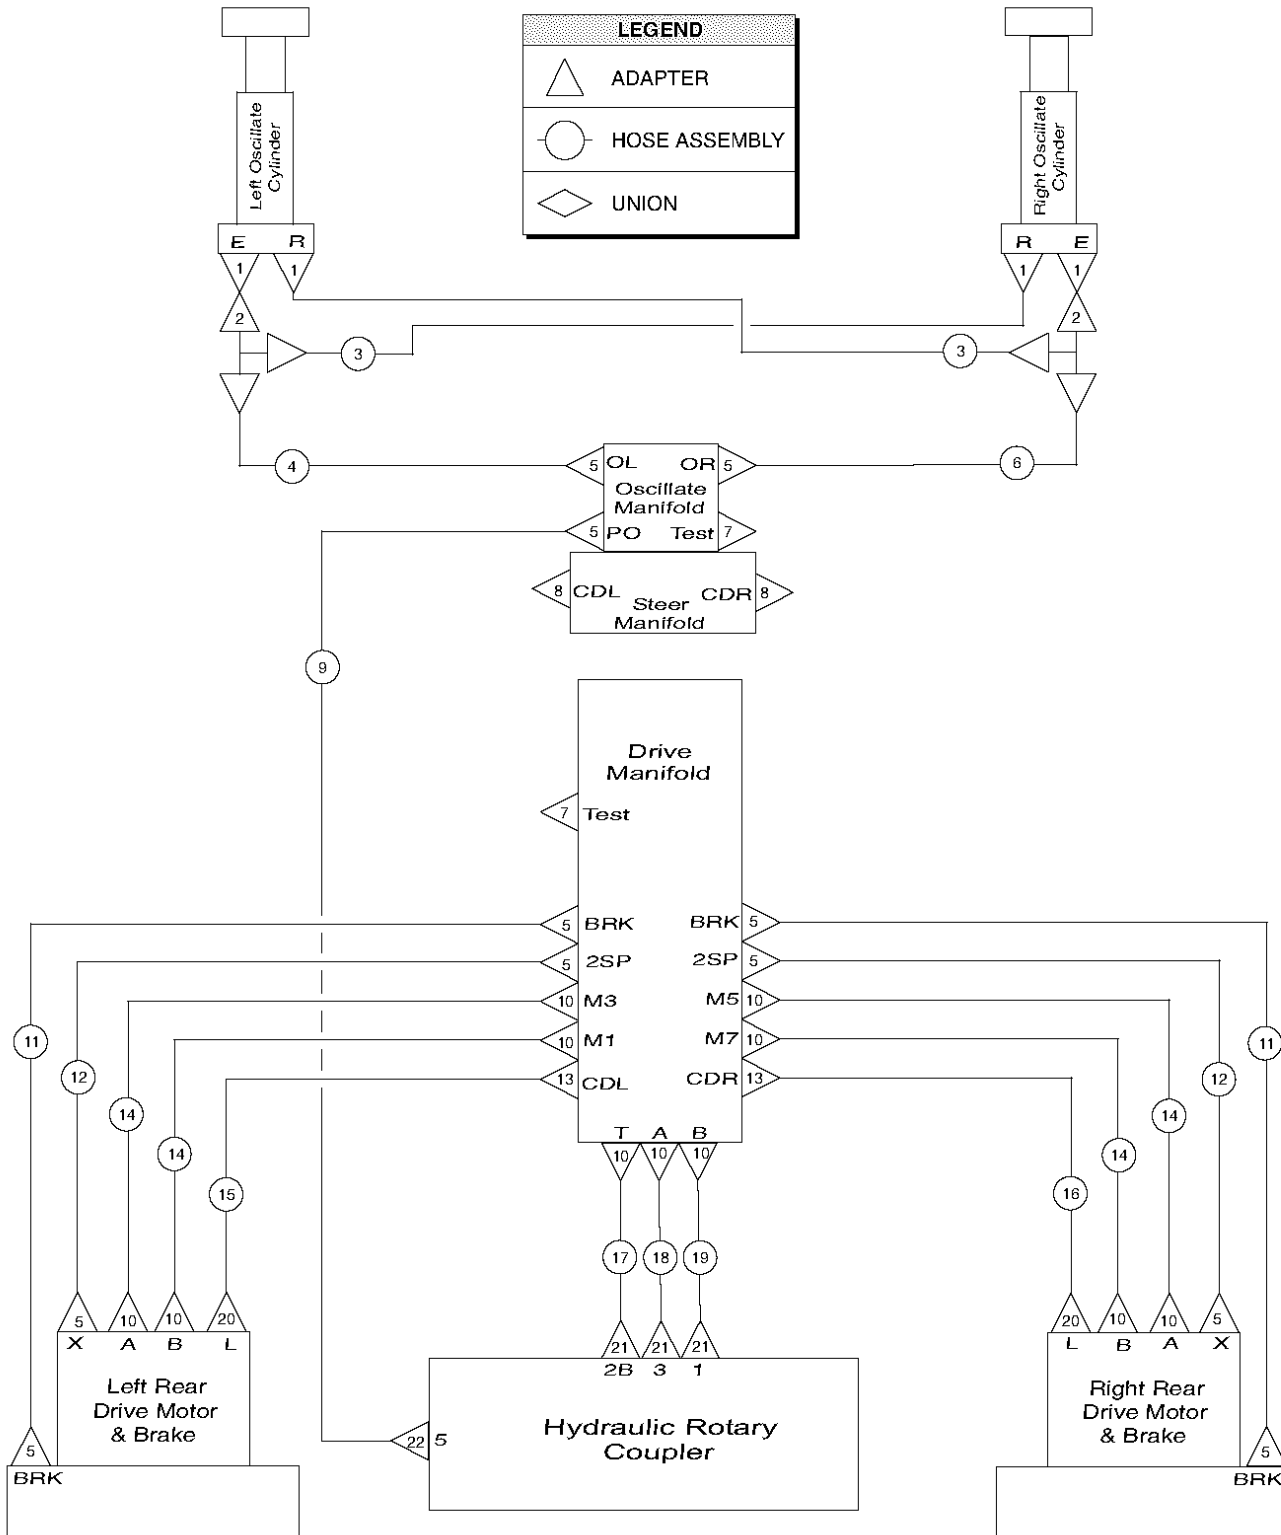 LEGEND
ADAPTER
HOSE ASSEMBLY
UNION
Left Oscillate
Cylinder
E R
1 1
2
3
4
Right Oscillate
Cylinder
R E
1 1
2
3
6
5 OL OR 5
Oscillate
Manifold
5 PO Test 7
8 CDL CDR 8
Steer
Manifold
9
Drive
Manifold
7 Test
5 BRK BRK 5
5 2SP 2SP 5
10 M3 M5 10
10 M1 M7 10
13 CDL CDR 13
T A B
10 10 10
11
12
14
14
15
11
12
14
14
16
17 18 19
21 21 21
2B 3 1
22 5
Hydraulic Rotary
Coupler
5 10 10 20
X A B L
Left Rear
Drive Motor
& Brake
5
BRK
20 10 10 5
L B A X
Right Rear
Drive Motor
& Brake
5
BRK